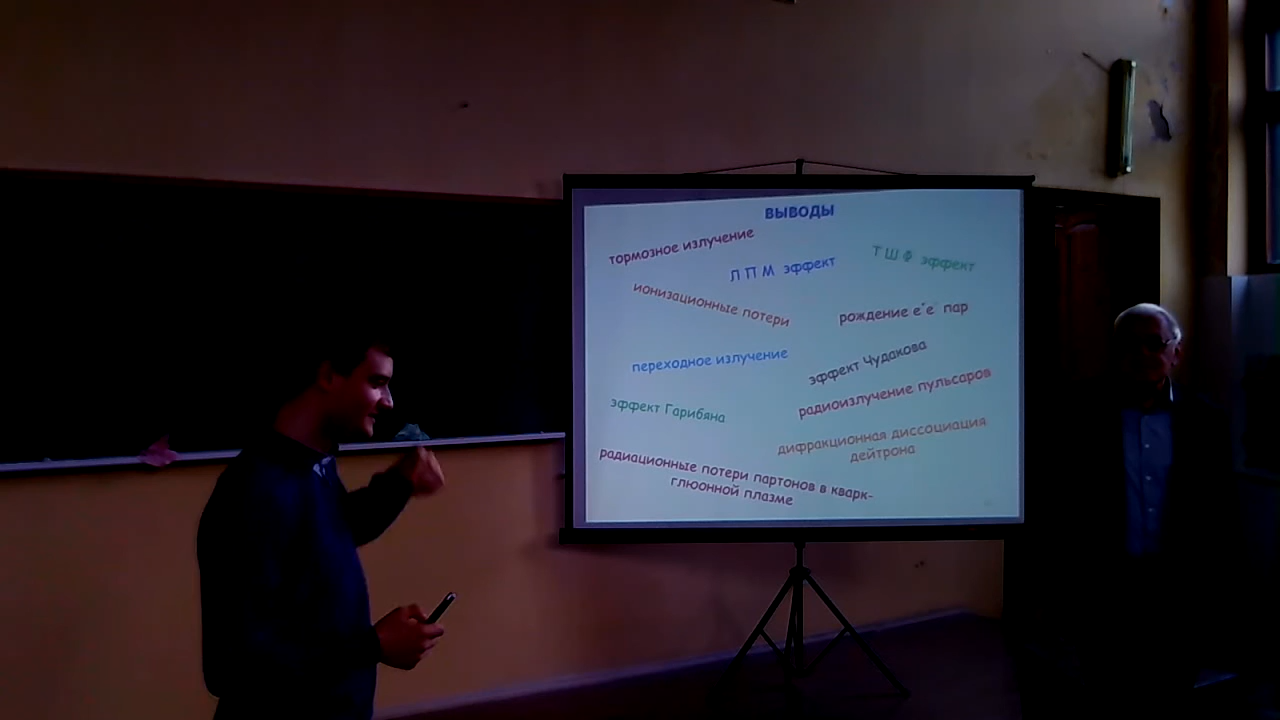 ВЫВОДЫ
тормозное излучение
Л П М эффект
Т Ш Ф эффект
ионизационные потери
рождение e⁺e⁻ пар
переходное излучение
эффект Чудакова
эффект Гарибяна
радиоизлучение пульсаров
дифракционная диссоциация
дейтрона
радиационные потери партонов в кварк-
глюонной плазме